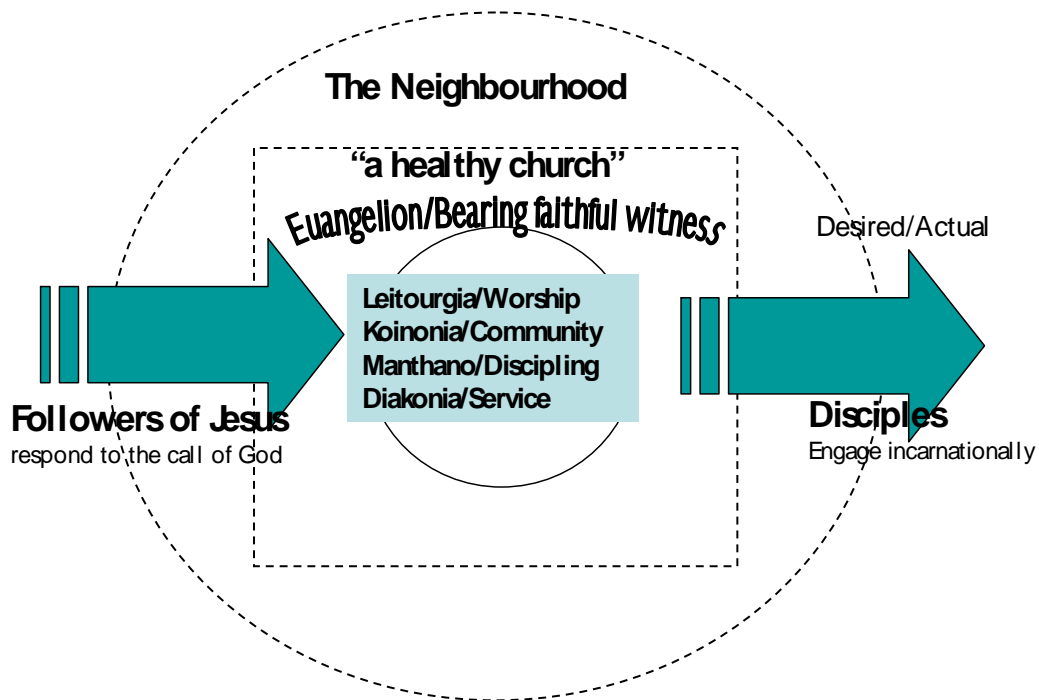 The Neighbourhood
“a healthy church”
Euangelion/Bearing faithful witness
Desired/Actual
Leitourgia/Worship
Koinonia/Community
Manthano/Discipling
Diakonia/Service
Followers of Jesus
respond to the call of God
Disciples
Engage incarnationally